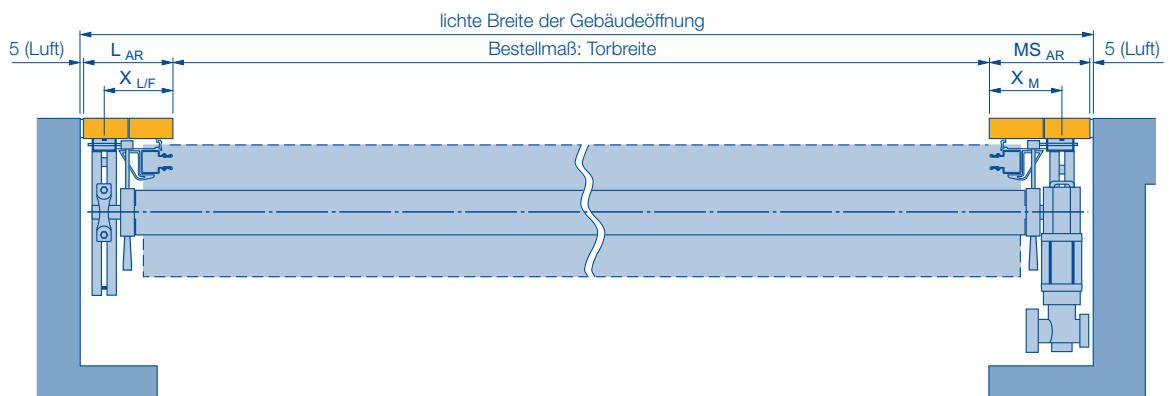 lichte Breite der Gebäudeöffnung
5 (Luft) L AR Bestellmaß: Torbreite MS AR 5 (Luft)
X L/F X M